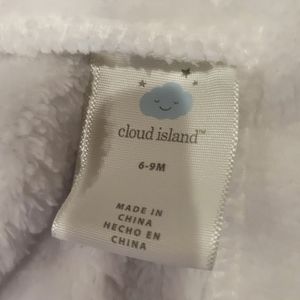 cloud island™
6-9M
MADE IN
CHINA
HECHO EN
CHINA